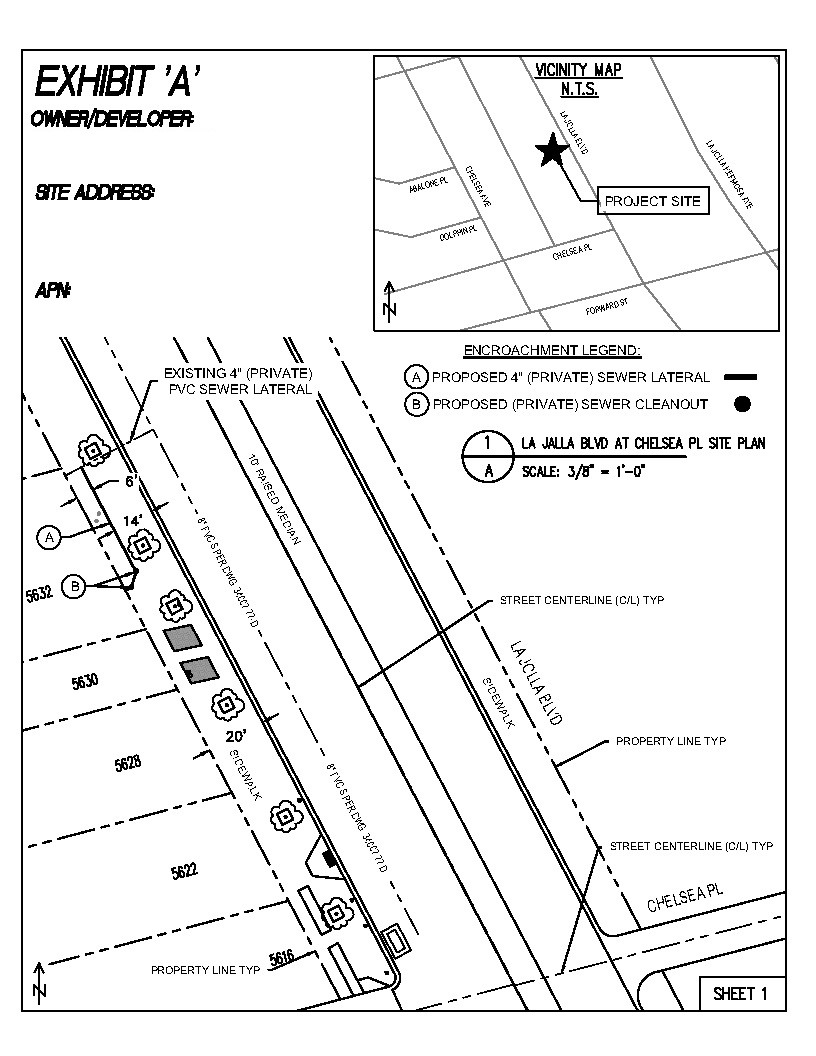 EXHIBIT 'A'
OWNER/DEVELOPER:
SITE ADDRESS:
APN:
VICINITY MAP
N.T.S.
LA JOLLA BLVD
LA JOLLA HERMOSA AVE
CHELSEA AVE
ABALONE PL
DOLPHIN PL
CHELSEA PL
FORWARD ST
PROJECT SITE
N
ENCROACHMENT LEGEND:
A PROPOSED 4" (PRIVATE) SEWER LATERAL
B PROPOSED (PRIVATE) SEWER CLEANOUT
1
A
LA JALLA BLVD AT CHELSEA PL SITE PLAN
SCALE: 3/8" = 1'-0"
EXISTING 4" (PRIVATE)
PVC SEWER LATERAL
10' RAISED MEDIAN
6'
14'
A
B
8" PVC S PER DWG 3400777-D
5632
5630
5628
5622
5616
20'
SIDEWALK
8" PVC S PER DWG 3400777-D
STREET CENTERLINE (C/L) TYP
LA JOLLA BLVD
SIDEWALK
PROPERTY LINE TYP
STREET CENTERLINE (C/L) TYP
CHELSEA PL
PROPERTY LINE TYP
N
SHEET 1